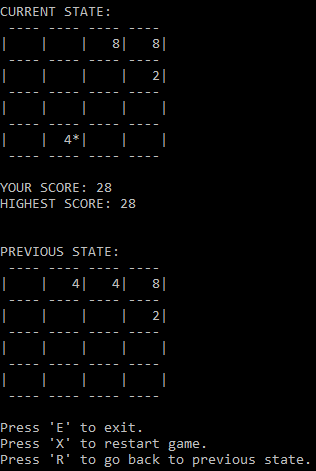 CURRENT STATE:
 ---- ---- ---- ----
|    |    |   8|   8|
 ---- ---- ---- ----
|    |    |    |   2|
 ---- ---- ---- ----
|    |    |    |    |
 ---- ---- ---- ----
|    |   4*|    |    |
 ---- ---- ---- ----
YOUR SCORE: 28
HIGHEST SCORE: 28
PREVIOUS STATE:
 ---- ---- ---- ----
|    |   4|   4|   8|
 ---- ---- ---- ----
|    |    |    |   2|
 ---- ---- ---- ----
|    |    |    |    |
 ---- ---- ---- ----
|    |    |    |    |
 ---- ---- ---- ----
Press 'E' to exit.
Press 'X' to restart game.
Press 'R' to go back to previous state.